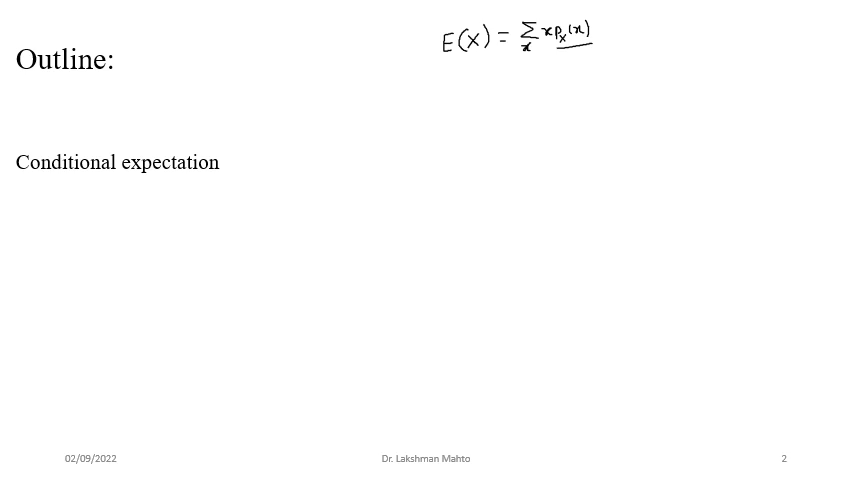 E(X) = Σ x pₓ(x)
x
Outline:
Conditional expectation
02/09/2022 Dr. Lakshman Mahto 2